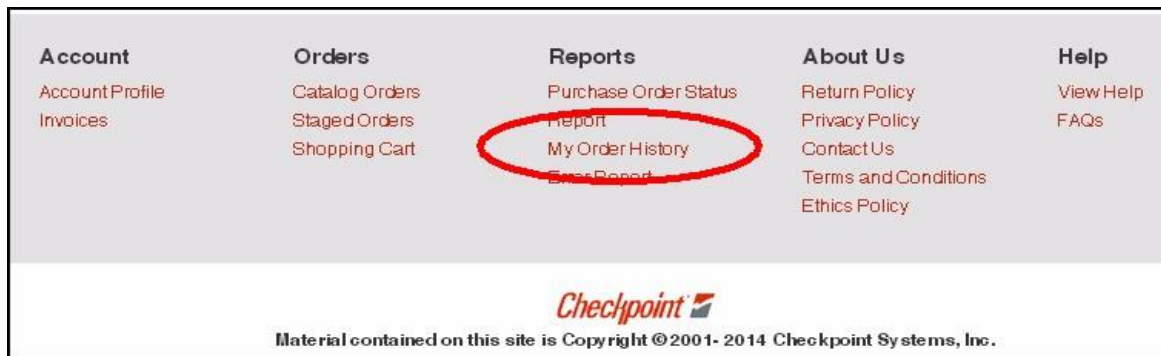 Account
Account Profile
Invoices
Orders
Catalog Orders
Staged Orders
Shopping Cart
Reports
Purchase Order Status
Report
My Order History
Error Report
About Us
Return Policy
Privacy Policy
Contact Us
Terms and Conditions
Ethics Policy
Help
View Help
FAQs
Checkpoint
Material contained on this site is Copyright ©2001- 2014 Checkpoint Systems, Inc.